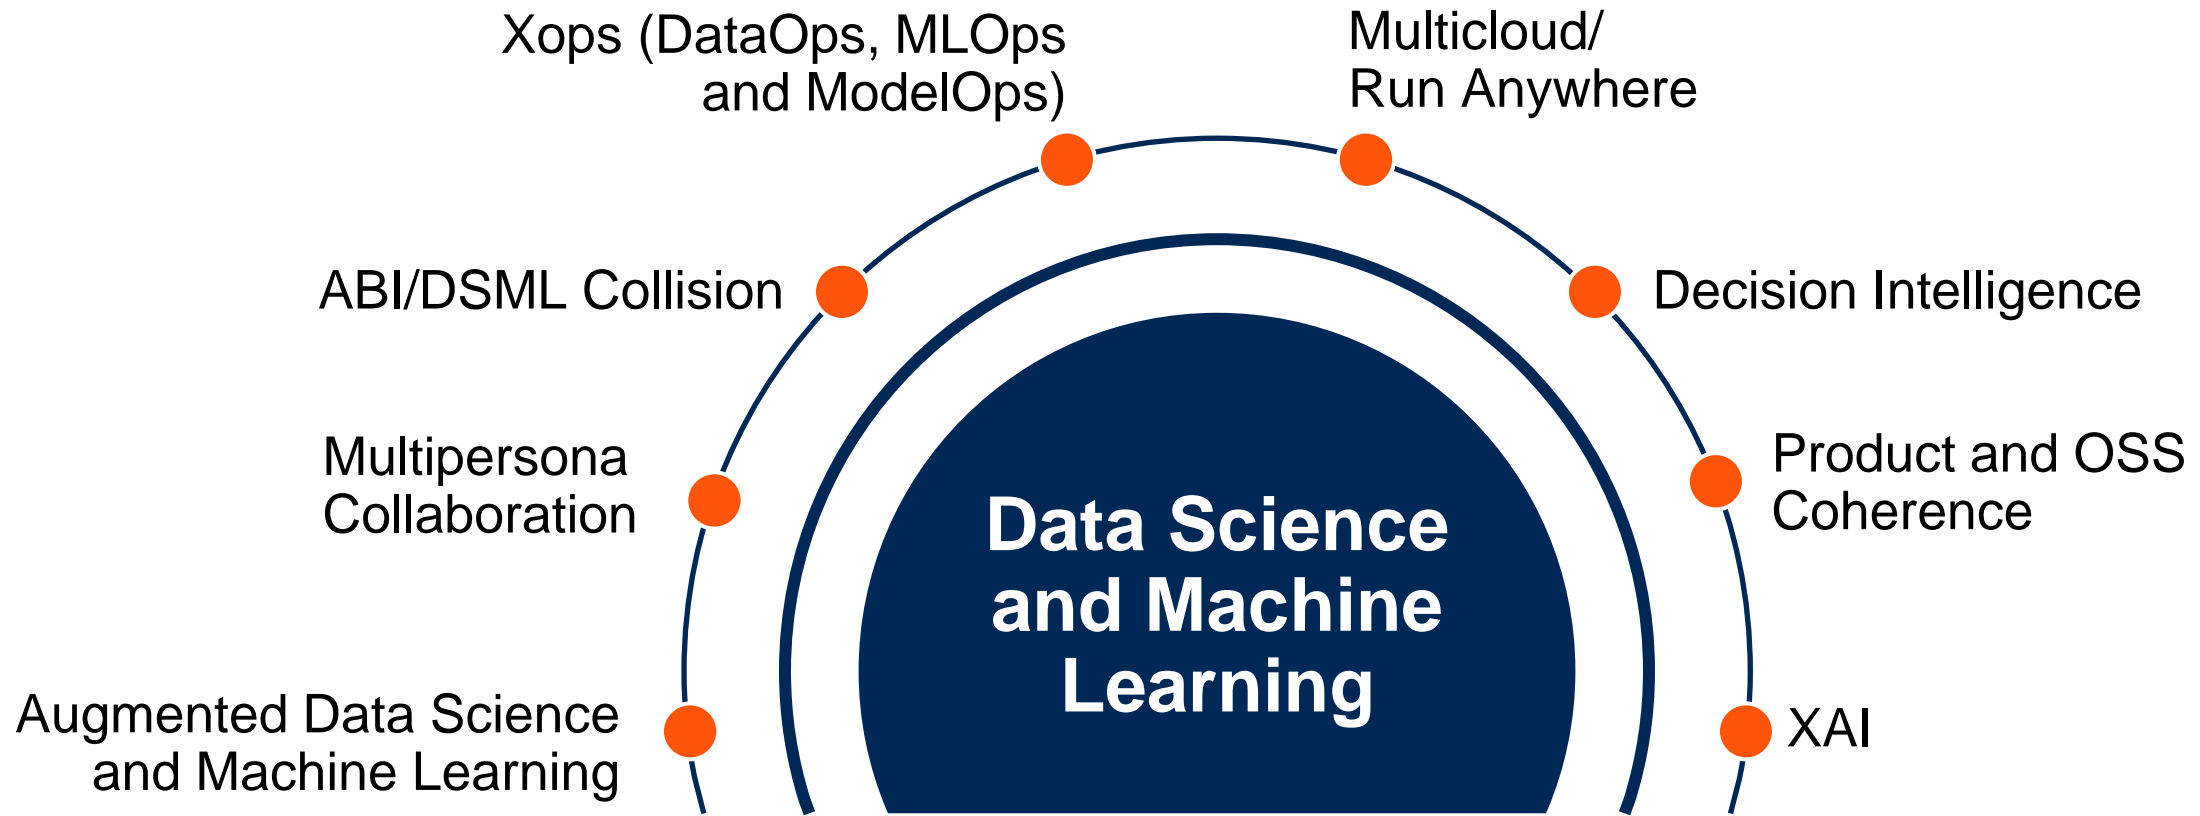 Xops (DataOps, MLOps
and ModelOps)
Multicloud/
Run Anywhere
ABI/DSML Collision
Decision Intelligence
Multipersona
Collaboration
Product and OSS
Coherence
Data Science
and Machine
Learning
Augmented Data Science
and Machine Learning
XAI